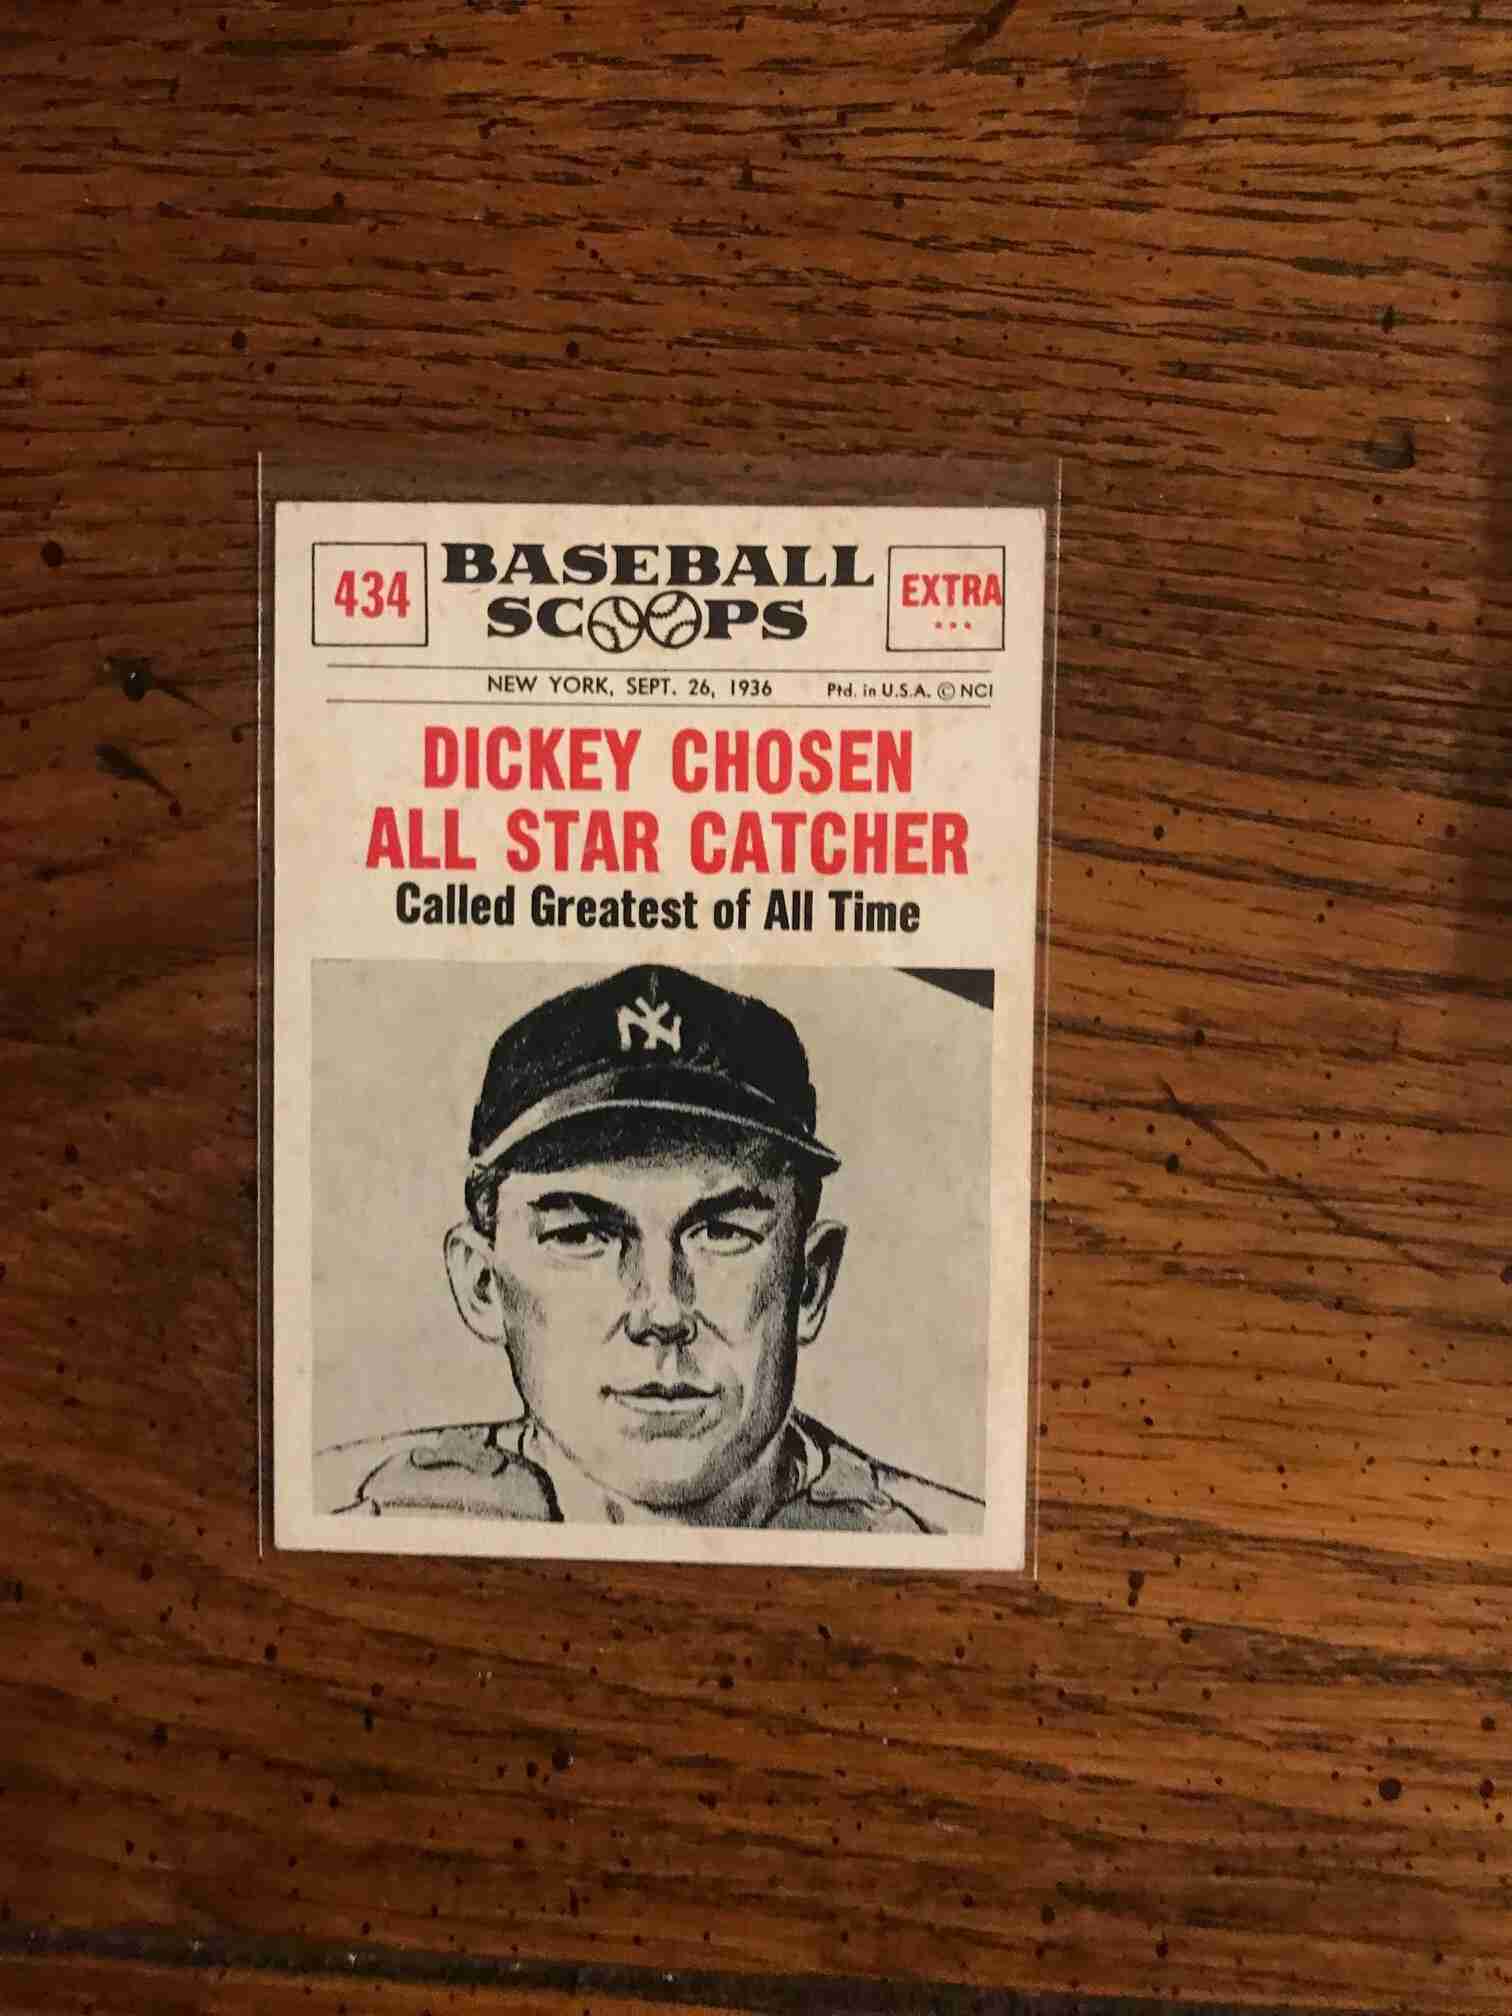 434
BASEBALL
SCOOPS
EXTRA
...
NEW YORK, SEPT. 26, 1936
Ptd. in U.S.A. © NCI
DICKEY CHOSEN
ALL STAR CATCHER
Called Greatest of All Time
NY